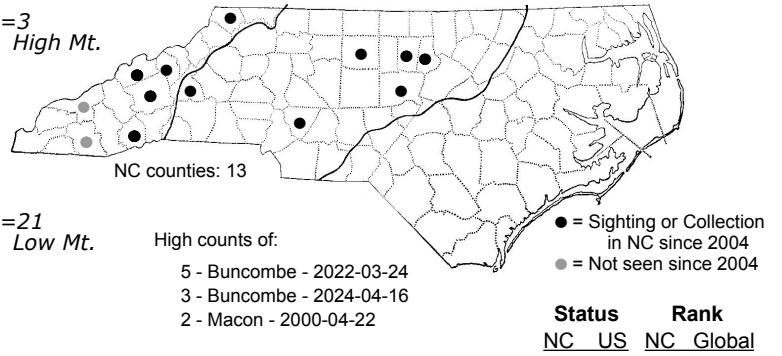 =3
High Mt.
NC counties: 13
=21
Low Mt.
High counts of:
5 - Buncombe - 2022-03-24
3 - Buncombe - 2024-04-16
2 - Macon - 2000-04-22
= Sighting or Collection
in NC since 2004
= Not seen since 2004
Status Rank
NC US NC Global